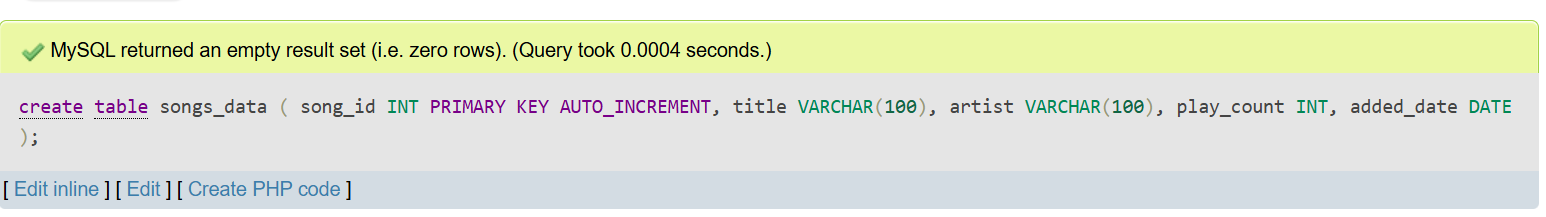 MySQL returned an empty result set (i.e. zero rows). (Query took 0.0004 seconds.)
create table songs_data ( song_id INT PRIMARY KEY AUTO_INCREMENT, title VARCHAR(100), artist VARCHAR(100), play_count INT, added_date DATE
);
[ Edit inline ] [ Edit ] [ Create PHP code ]